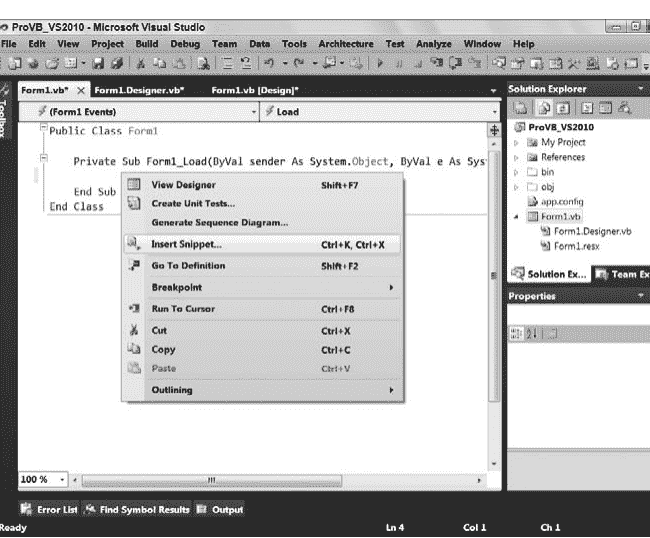 ProVB_VS2010 - Microsoft Visual Studio
File Edit View Project Build Debug Team Data Tools Architecture Test Analyze Window Help
Form1.vb* Form1.Designer.vb* Form1.vb [Design]*
(Form1 Events) Load
Public Class Form1
Private Sub Form1_Load(ByVal sender As System.Object, ByVal e As Sys
End Sub
End Class
View Designer Shift+F7
Create Unit Tests...
Generate Sequence Diagram...
Insert Snippet... Ctrl+K, Ctrl+X
Go To Definition Shift+F2
Breakpoint
Run To Cursor Ctrl+F8
Cut Ctrl+X
Copy Ctrl+C
Paste Ctrl+V
Outlining
100 %
Toolbox
Solution Explorer
ProVB_VS2010
My Project
References
bin
obj
app.config
Form1.vb
Form1.Designer.vb
Form1.resx
Solution Ex... Team Ex
Properties
Error List Find Symbol Results Output
Ready Ln 4 Col 1 Ch 1